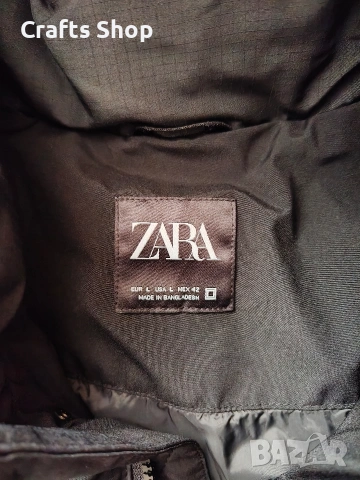 Crafts Shop
ZARA
EUR L USA L MEX 42
MADE IN BANGLADESH
BAZAR